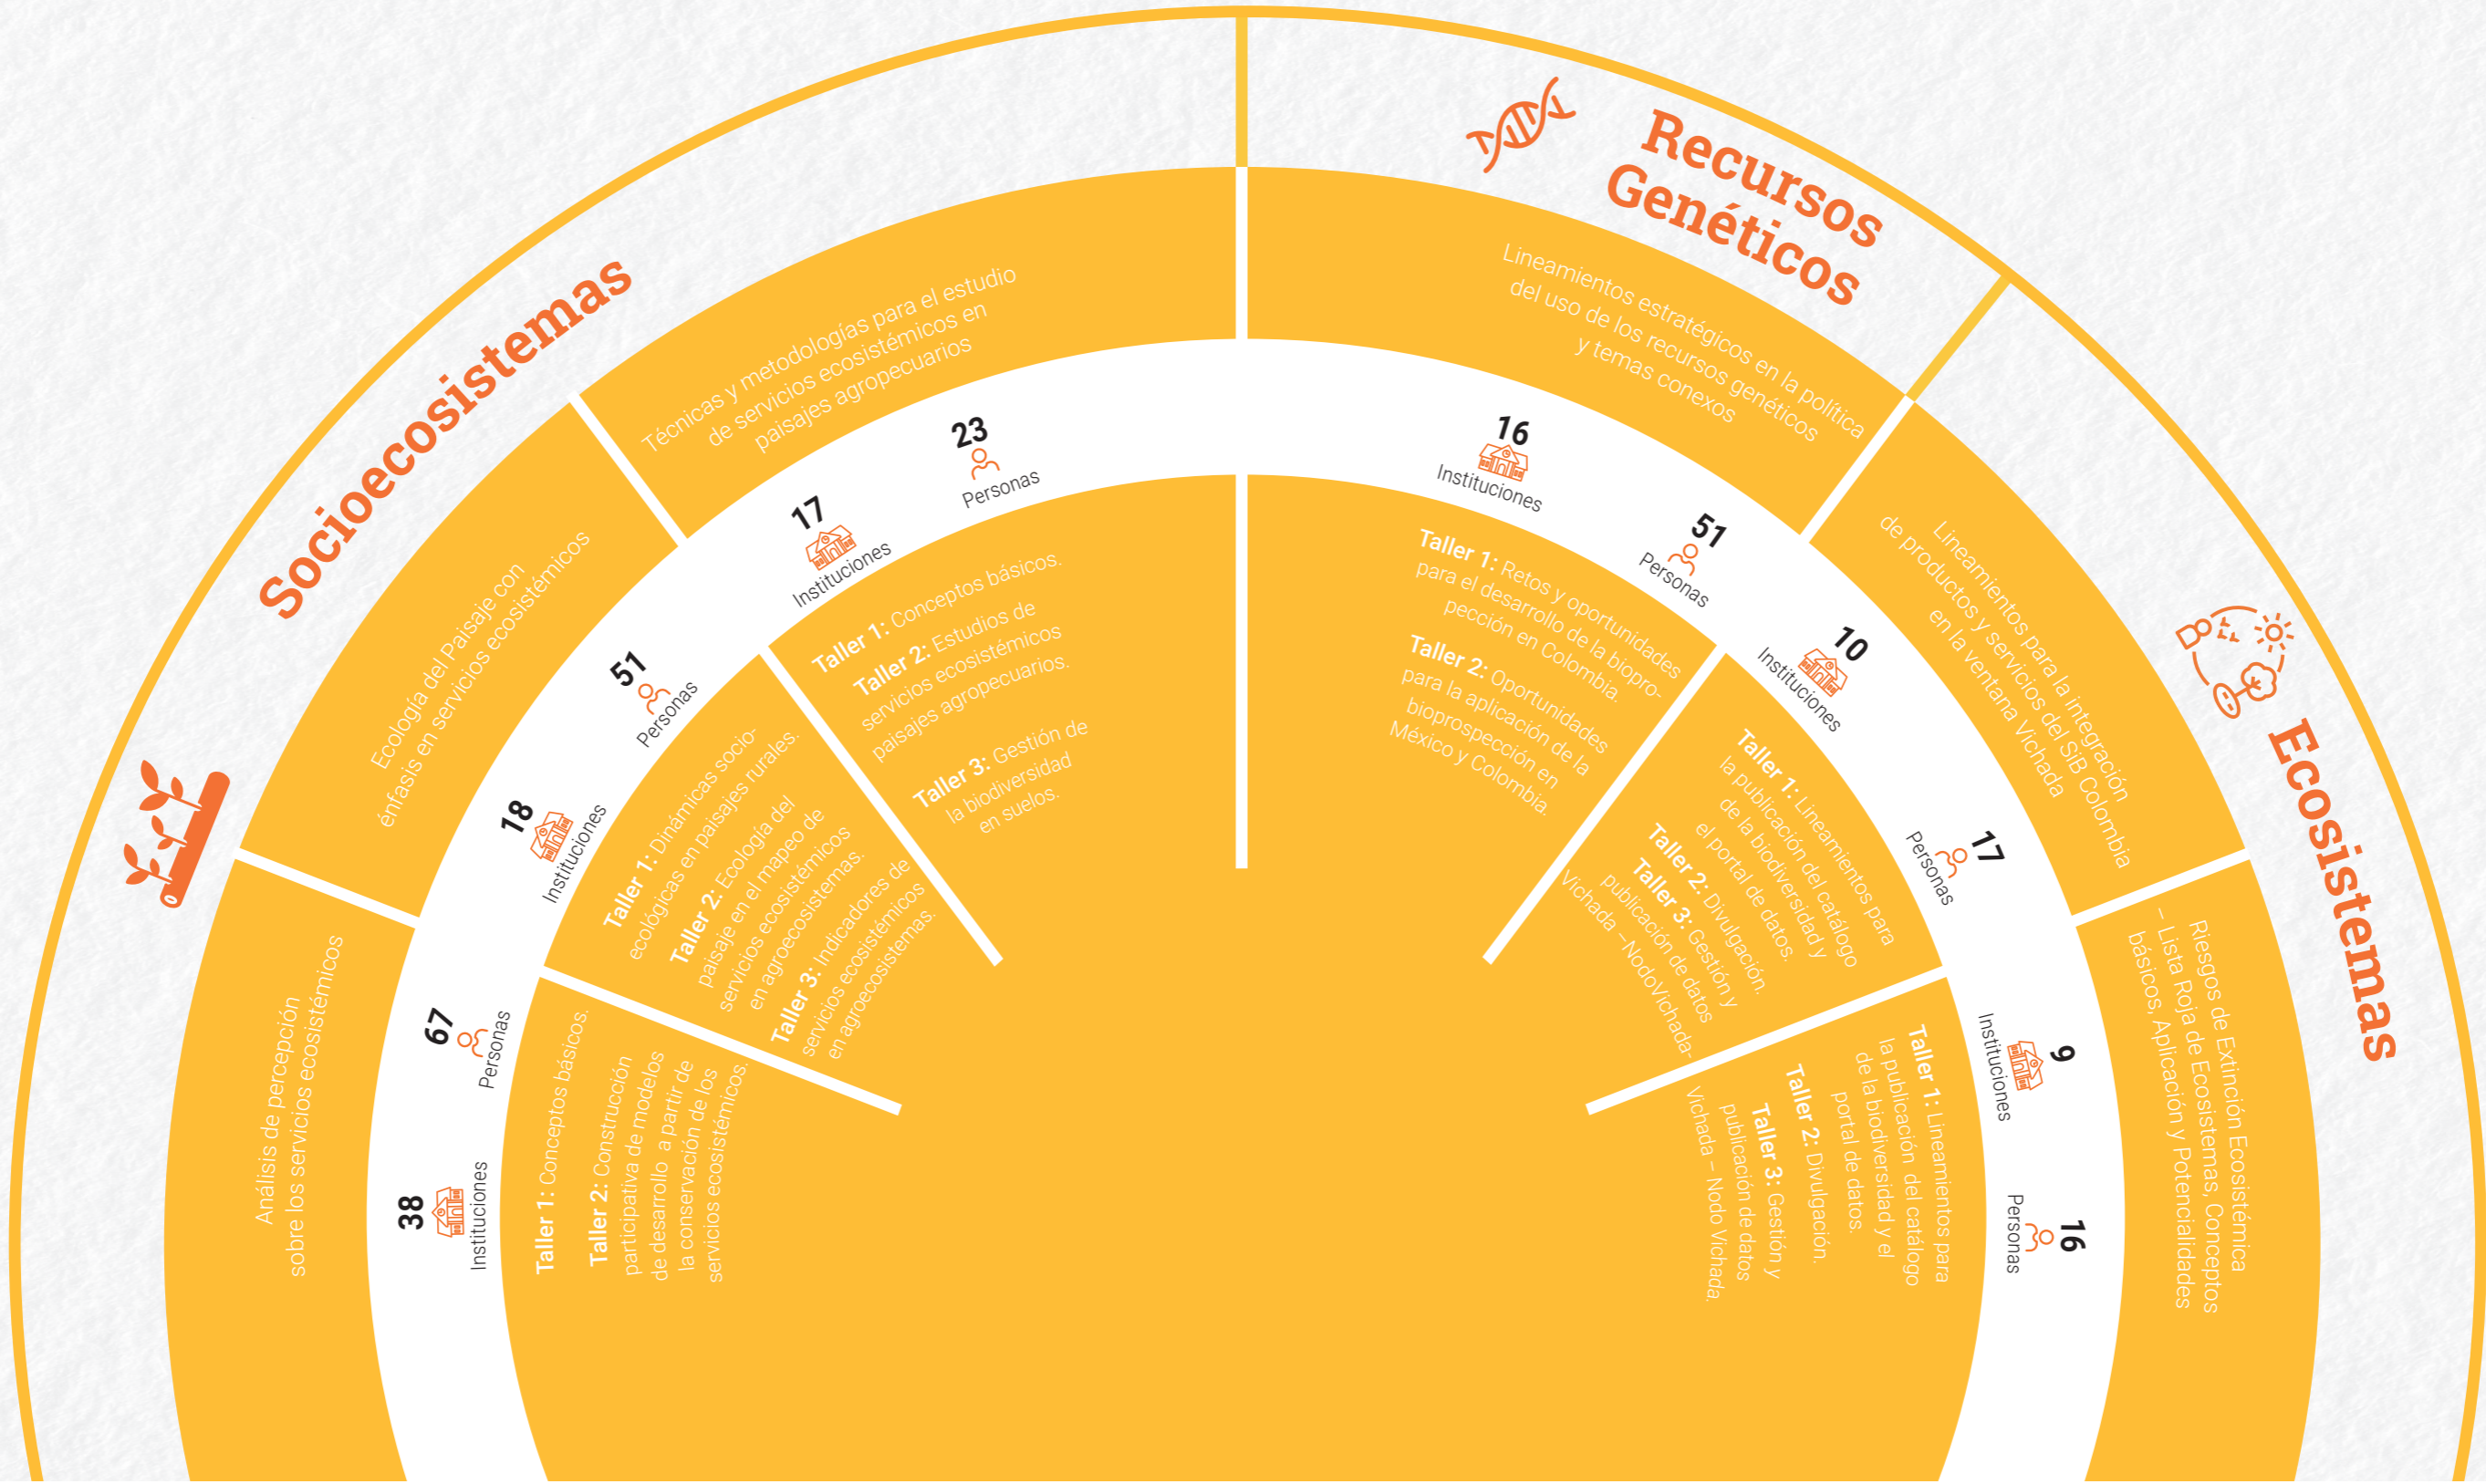 Socioecosistemas
Análisis de percepción
sobre los servicios ecosistémicos
38
Instituciones
67
Personas
Taller 1: Conceptos básicos.
Taller 2: Construcción
participativa de modelos
de desarrollo a partir de
la conservación de los
servicios ecosistémicos.
Ecología del Paisaje con
énfasis en servicios ecosistémicos
18
Instituciones
51
Personas
Taller 1: Dinámicas socio-
ecológicas en paisajes rurales.
Taller 2: Ecología del
paisaje en el mapeo de
servicios ecosistémicos
en agroecosistemas.
Taller 3: Indicadores de
servicios ecosistémicos
en agroecosistemas.
Técnicas y metodologías para el estudio
de servicios ecosistémicos en
paisajes agropecuarios
17
Instituciones
23
Personas
Taller 1: Conceptos básicos.
Taller 2: Estudios de
servicios ecosistémicos
paisajes agropecuarios.
Taller 3: Gestión de
la biodiversidad
en suelos.
Recursos
Genéticos
Lineamientos estratégicos en la política
del uso de los recursos genéticos
y temas conexos
16
Instituciones
51
Personas
Taller 1: Retos y oportunidades
para el desarrollo de la biopro-
pección en Colombia.
Taller 2: Oportunidades
para la aplicación de la
bioprospección en
México y Colombia.
Ecosistemas
Lineamientos para la integración
de productos y servicios del SiB Colombia
en la ventana Vichada
10
Instituciones
17
Personas
Taller 1: Lineamientos para
la publicación del catálogo
de la biodiversidad y
el portal de datos.
Taller 2: Divulgación.
Taller 3: Gestión y
publicación de datos
Vichada –NodoVichada-
Riesgos de Extinción Ecosistémica
– Lista Roja de Ecosistemas, Conceptos
básicos, Aplicación y Potencialidades
9
Instituciones
16
Personas
Taller 1: Lineamientos para
la publicación del catálogo
de la biodiversidad y el
portal de datos.
Taller 2: Divulgación.
Taller 3: Gestión y
publicación de datos
Vichada – Nodo Vichada.